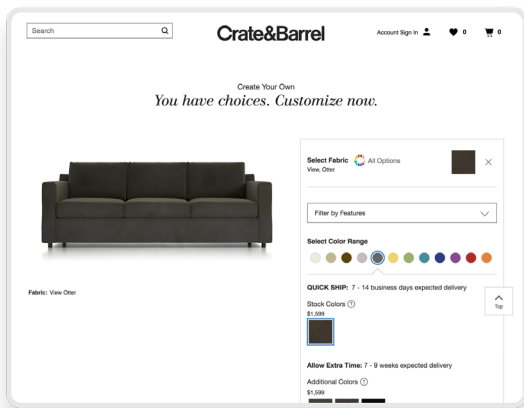 Search
Crate&Barrel
Account Sign In
0
0
Create Your Own
You have choices. Customize now.
Select Fabric
All Options
View, Otter
Filter by Features
Select Color Range
QUICK SHIP: 7 - 14 business days expected delivery
Fabric: View Otter
Stock Colors ?
$1,599
Top
Allow Extra Time: 7 - 9 weeks expected delivery
Additional Colors ?
$1,599